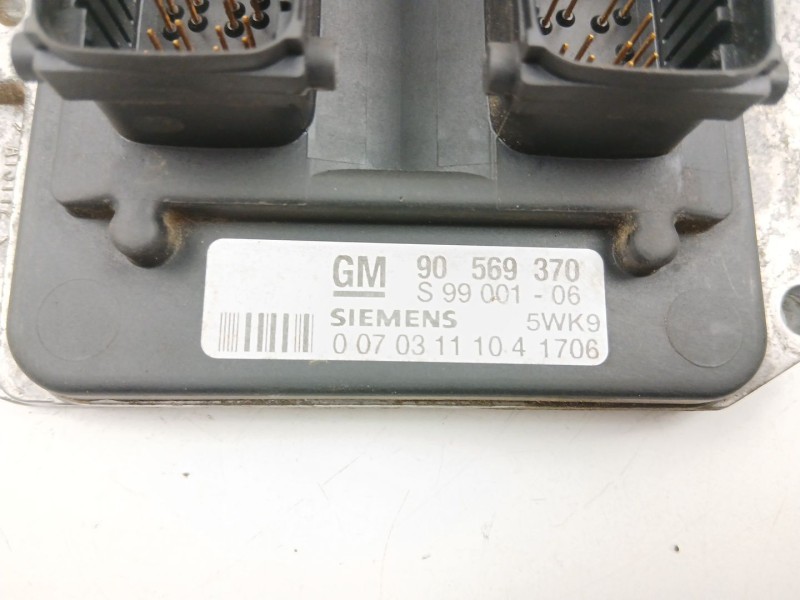 GM 90 569 370
S 99 001 - 06
SIEMENS 5WK9
0 07 03 11 10 4 1706